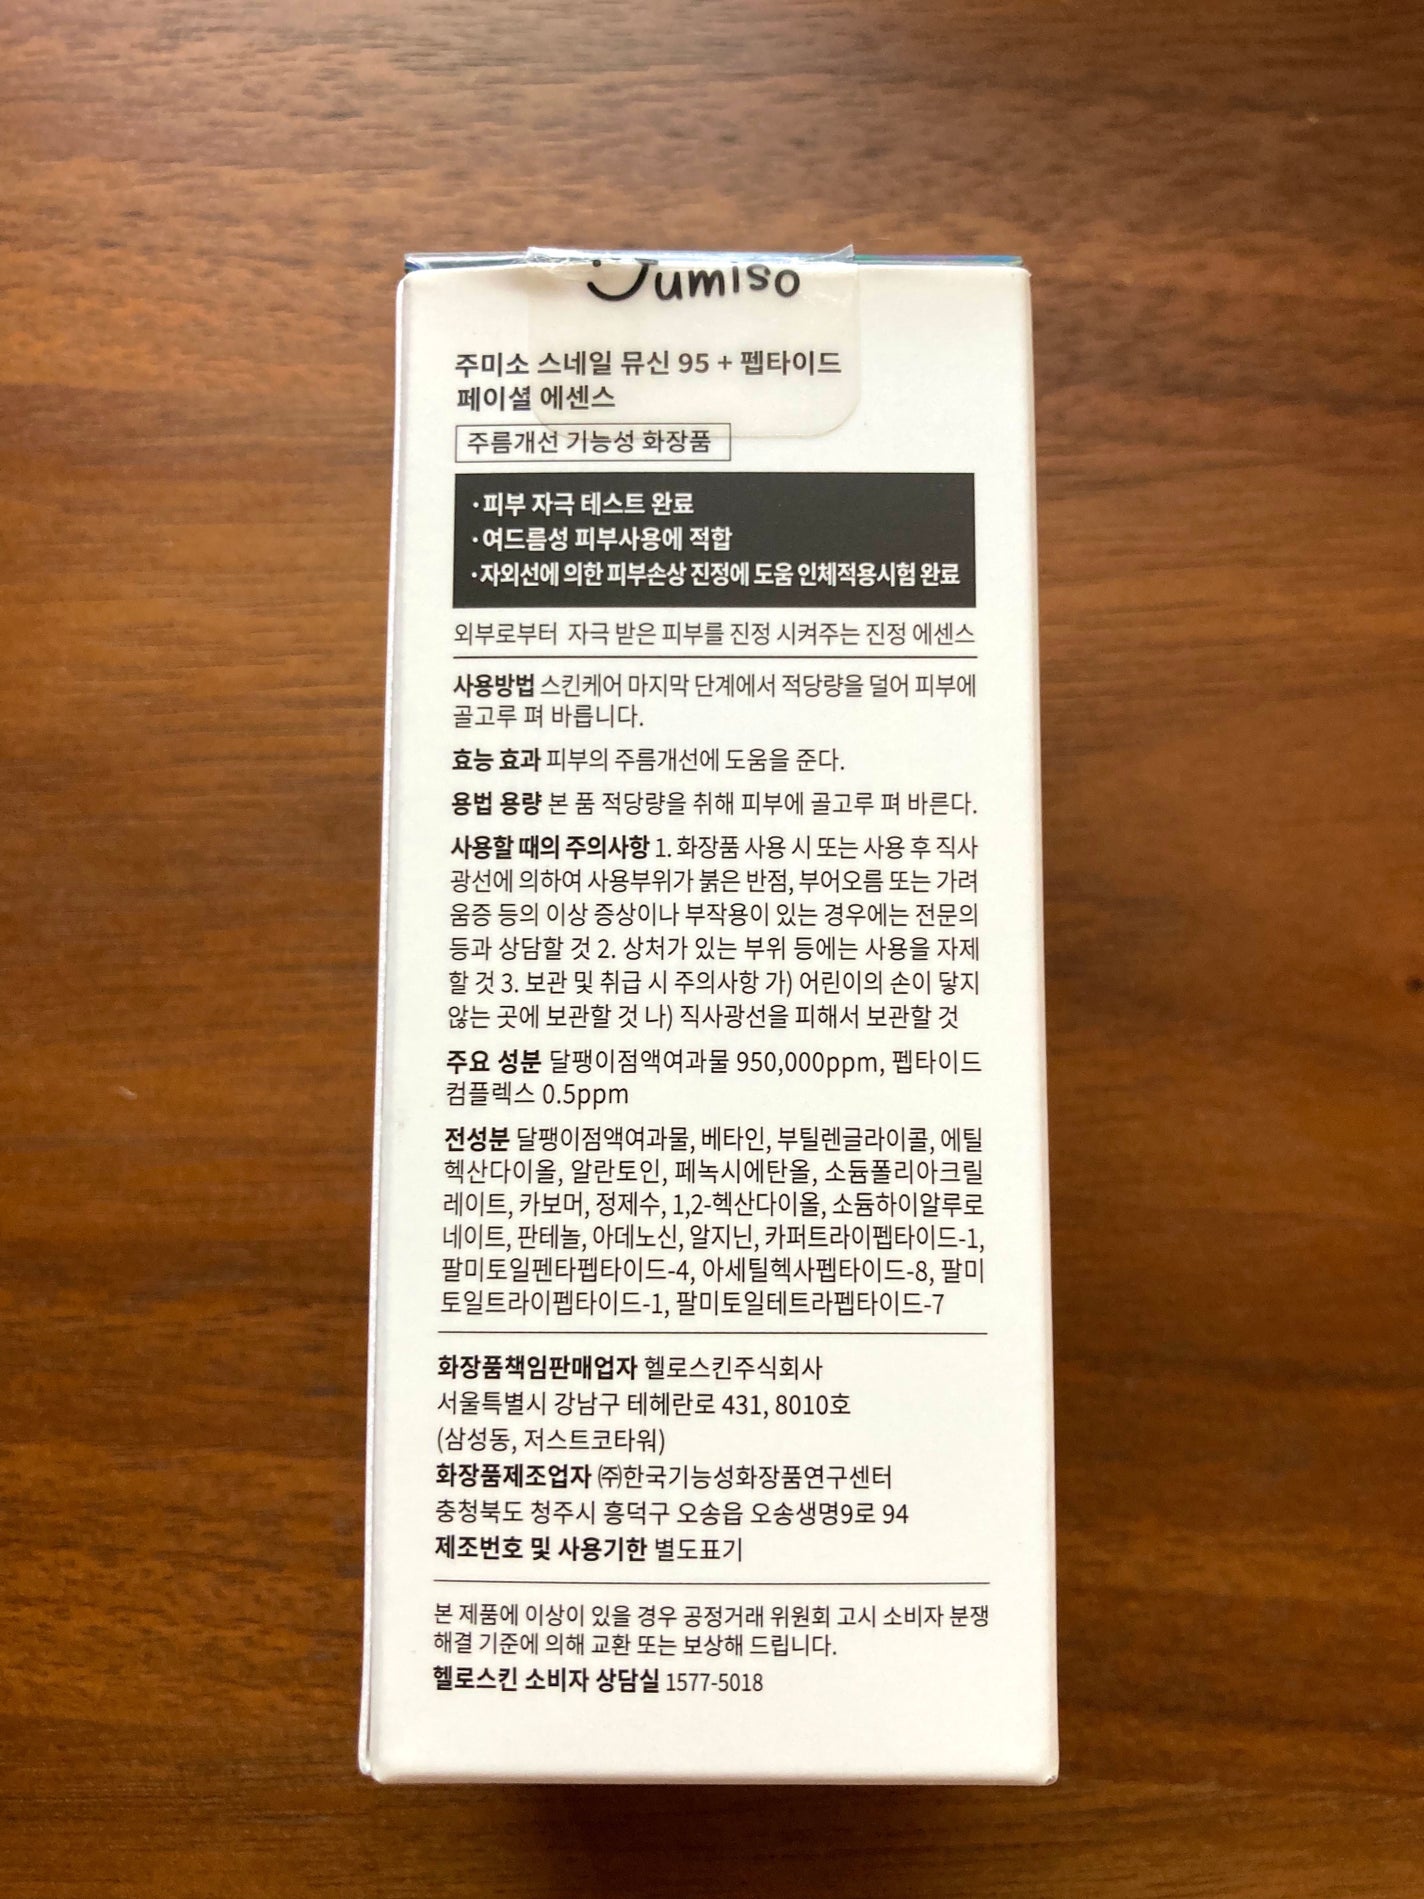 Jumiso
주미소 스네일 뮤신 95 + 펩타이드
페이셜 에센스
주름개선 기능성 화장품
·피부 자극 테스트 완료
·여드름성 피부사용에 적합
·자외선에 의한 피부손상 진정에 도움 인체적용시험 완료
외부로부터 자극 받은 피부를 진정 시켜주는 진정 에센스
사용방법 스킨케어 마지막 단계에서 적당량을 덜어 피부에
골고루 펴 바릅니다.
효능 효과 피부의 주름개선에 도움을 준다.
용법 용량 본 품 적당량을 취해 피부에 골고루 펴 바른다.
사용할 때의 주의사항 1. 화장품 사용 시 또는 사용 후 직사
광선에 의하여 사용부위가 붉은 반점, 부어오름 또는 가려
움증 등의 이상 증상이나 부작용이 있는 경우에는 전문의
등과 상담할 것 2. 상처가 있는 부위 등에는 사용을 자제
할 것 3. 보관 및 취급 시 주의사항 가) 어린이의 손이 닿지
않는 곳에 보관할 것 나) 직사광선을 피해서 보관할 것
주요 성분 달팽이점액여과물 950,000ppm, 펩타이드
컴플렉스 0.5ppm
전성분 달팽이점액여과물, 베타인, 부틸렌글라이콜, 에틸
헥산다이올, 알란토인, 페녹시에탄올, 소듐폴리아크릴
레이트, 카보머, 정제수, 1,2-헥산다이올, 소듐하이알루로
네이트, 판테놀, 아데노신, 알지닌, 카퍼트라이펩타이드-1,
팔미토일펜타펩타이드-4, 아세틸헥사펩타이드-8, 팔미
토일트라이펩타이드-1, 팔미토일테트라펩타이드-7
화장품책임판매업자 헬로스킨주식회사
서울특별시 강남구 테헤란로 431, 8010호
(삼성동, 저스트코타워)
화장품제조업자 ㈜한국기능성화장품연구센터
충청북도 청주시 흥덕구 오송읍 오송생명9로 94
제조번호 및 사용기한 별도표기
본 제품에 이상이 있을 경우 공정거래 위원회 고시 소비자 분쟁
해결 기준에 의해 교환 또는 보상해 드립니다.
헬로스킨 소비자 상담실 1577-5018